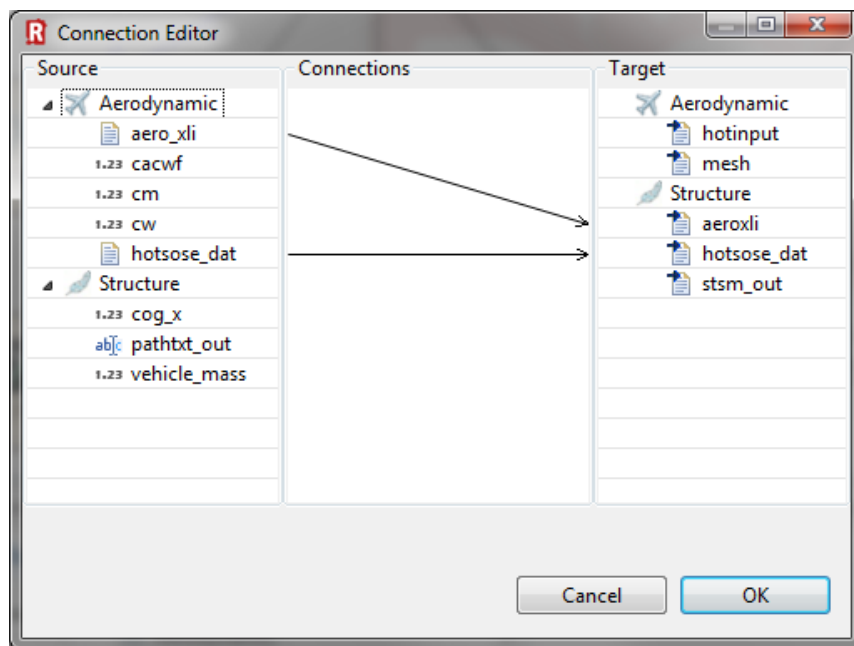 R Connection Editor
Source Connections Target
Aerodynamic Aerodynamic
aero_xli hotinput
1.23 cacwf mesh
1.23 cm Structure
1.23 cw aeroxli
hotsose_dat hotsose_dat
Structure stsm_out
1.23 cog_x
abc pathtxt_out
1.23 vehicle_mass
Cancel OK